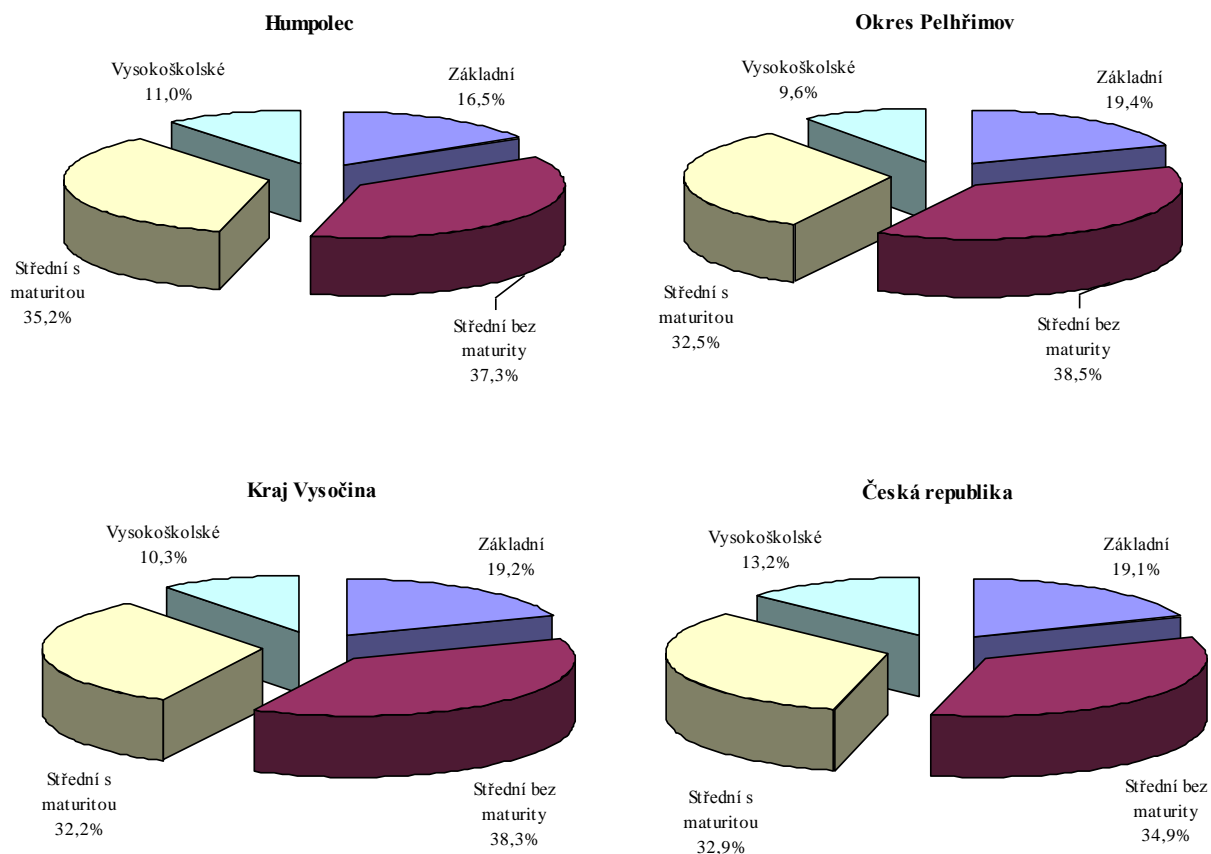 Humpolec
Vysokoškolské
11,0%
Základní
16,5%
Střední s
maturitou
35,2%
Střední bez
maturity
37,3%
Okres Pelhřimov
Vysokoškolské
9,6%
Základní
19,4%
Střední s
maturitou
32,5%
Střední bez
maturity
38,5%
Kraj Vysočina
Vysokoškolské
10,3%
Základní
19,2%
Střední s
maturitou
32,2%
Střední bez
maturity
38,3%
Česká republika
Vysokoškolské
13,2%
Základní
19,1%
Střední s
maturitou
32,9%
Střední bez
maturity
34,9%